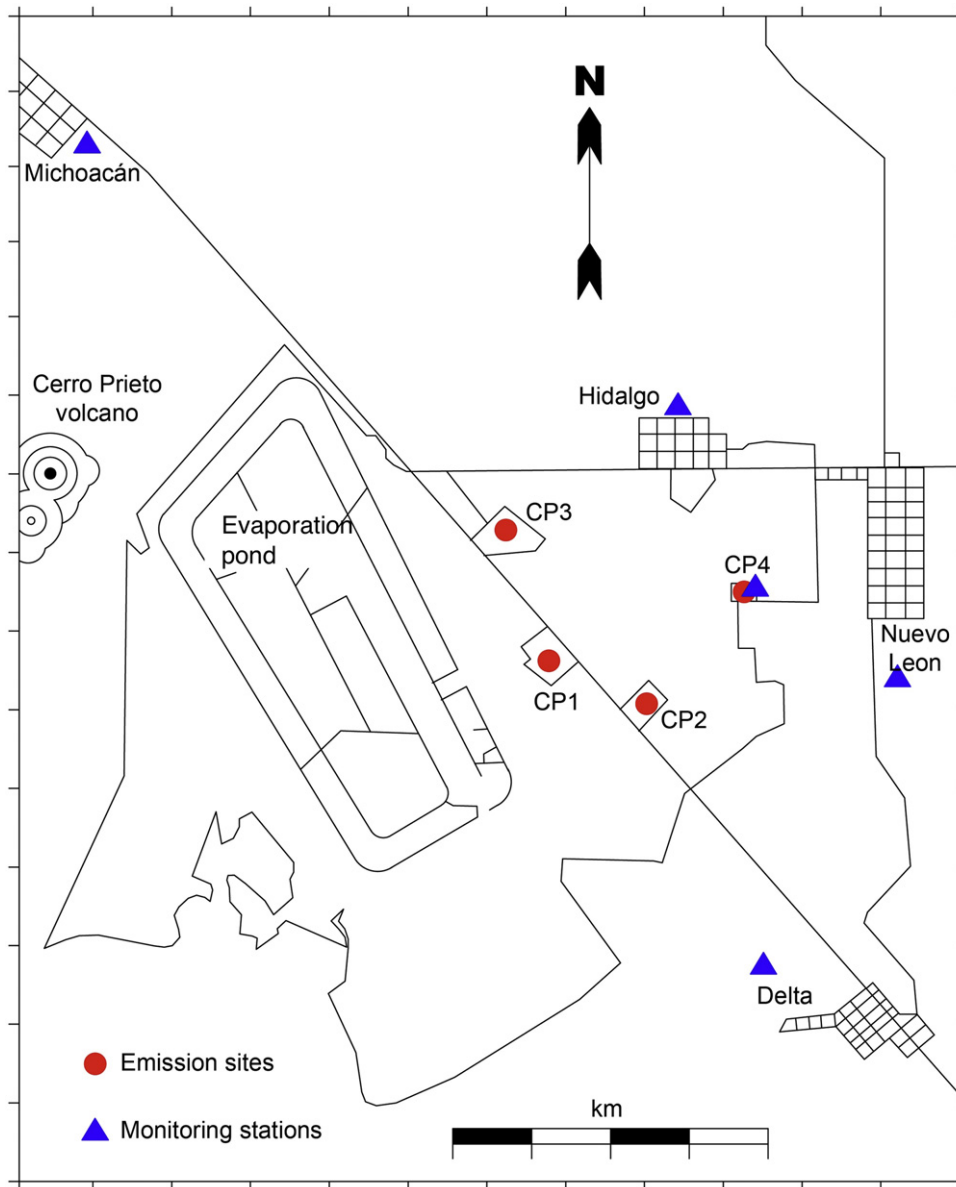 N
Michoacán
Cerro Prieto
volcano
Hidalgo
Evaporation
pond
CP3
CP4
Nuevo
Leon
CP1
CP2
Delta
Emission sites
km
Monitoring stations